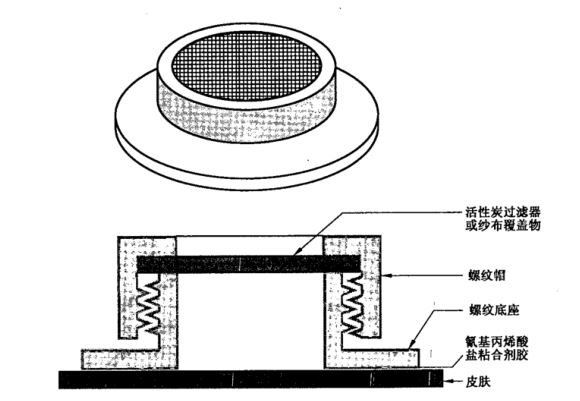 活性炭过滤器
或纱布覆盖物
螺纹帽
螺纹底座
氰基丙烯酸
盐粘合剂胶
皮肤